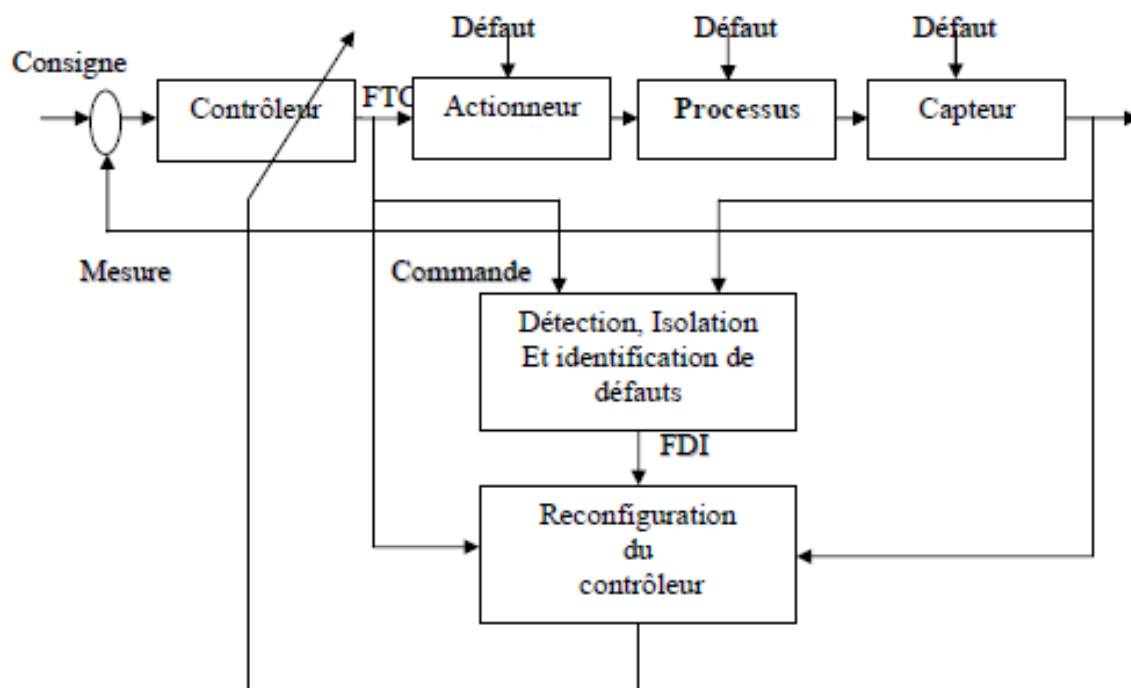 Défaut
Défaut
Défaut
Consigne
Contrôleur
FTC
Actionneur
Processus
Capteur
Mesure
Commande
Détection, Isolation
Et identification de
défauts
FDI
Reconfiguration
du
contrôleur